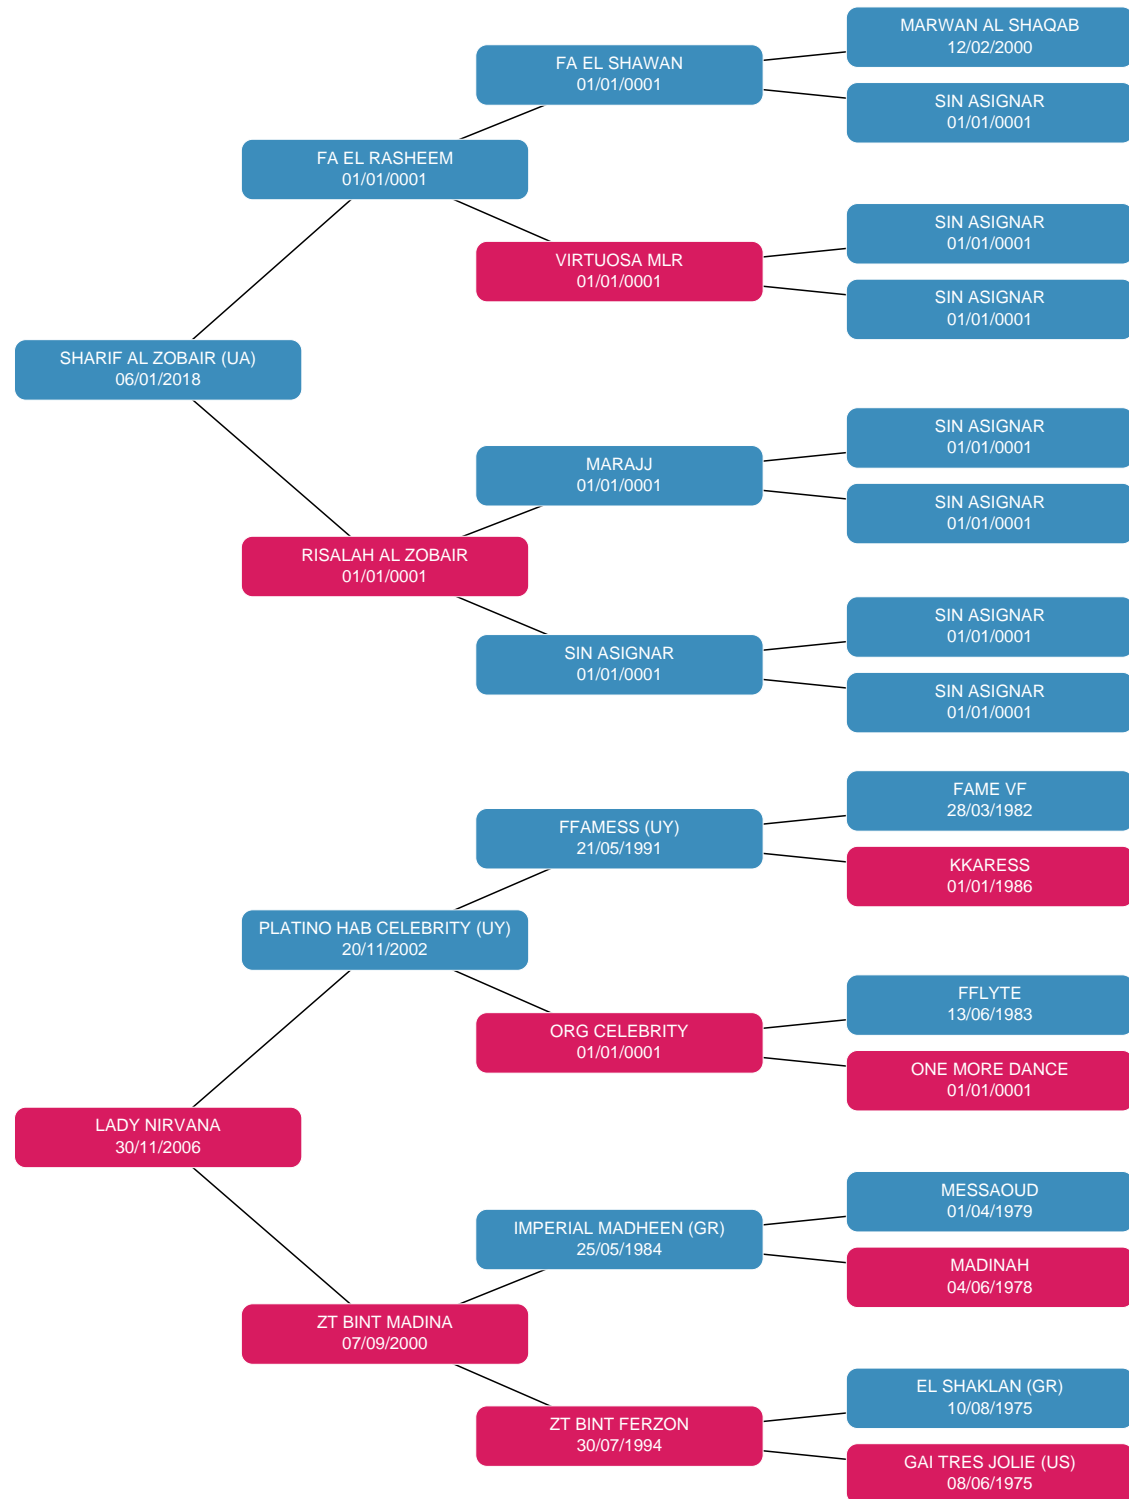 MARWAN AL SHAQAB
12/02/2000
FA EL SHAWAN
01/01/0001
SIN ASIGNAR
01/01/0001
FA EL RASHEEM
01/01/0001
SIN ASIGNAR
01/01/0001
VIRTUOSA MLR
01/01/0001
SIN ASIGNAR
01/01/0001
SHARIF AL ZOBAIR (UA)
06/01/2018
SIN ASIGNAR
01/01/0001
MARAJJ
01/01/0001
SIN ASIGNAR
01/01/0001
RISALAH AL ZOBAIR
01/01/0001
SIN ASIGNAR
01/01/0001
SIN ASIGNAR
01/01/0001
SIN ASIGNAR
01/01/0001
FAME VF
28/03/1982
FFAMESS (UY)
21/05/1991
KKARESS
01/01/1986
PLATINO HAB CELEBRITY (UY)
20/11/2002
FFLYTE
13/06/1983
ORG CELEBRITY
01/01/0001
ONE MORE DANCE
01/01/0001
LADY NIRVANA
30/11/2006
MESSAOUD
01/04/1979
IMPERIAL MADHEEN (GR)
25/05/1984
MADINAH
04/06/1978
ZT BINT MADINA
07/09/2000
EL SHAKLAN (GR)
10/08/1975
ZT BINT FERZON
30/07/1994
GAI TRES JOLIE (US)
08/06/1975